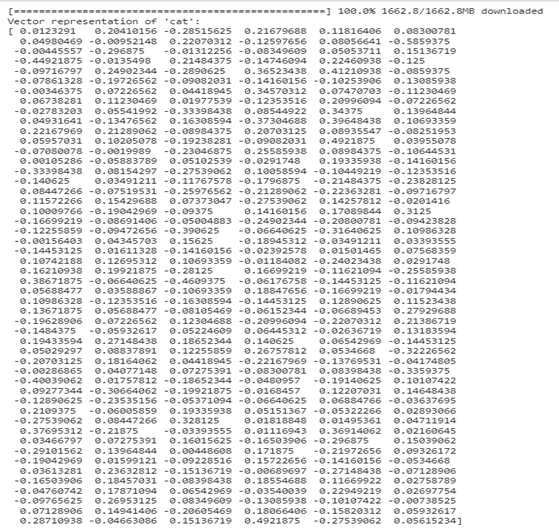 [==================================================] 100.0% 1662.8/1662.8MB downloaded
Vector representation of 'cat':
[ 0.0123291 0.20410156 -0.28515625 0.21679688 0.11816406 0.08300781
0.04980469 -0.00952148 0.22070312 -0.12597656 0.08056641 -0.5859375
-0.00445557 -0.296875 -0.01312256 -0.08349609 0.05053711 0.15136719
-0.44921875 -0.0135498 0.21484375 -0.14746094 0.22460938 -0.125
-0.09716797 0.24902344 -0.2890625 0.36523438 0.41210938 -0.0859375
-0.07861328 -0.19726562 -0.09082031 -0.14160156 -0.10253906 0.13085938
-0.00346375 0.07226562 0.04418945 0.34570312 0.07470703 -0.11230469
0.06738281 0.11230469 0.01977539 -0.12353516 0.20996094 -0.07226562
-0.02783203 0.05541992 -0.33398438 0.08544922 0.34375 0.13964844
0.04931641 -0.13476562 0.16308594 -0.37304688 0.39648438 0.10693359
0.22167969 0.21289062 -0.08984375 0.20703125 0.08935547 -0.08251953
0.05957031 0.10205078 -0.19238281 -0.09082031 0.4921875 0.03955078
-0.07080078 -0.0019989 -0.23046875 0.25585938 0.08984375 -0.10644531
0.00105286 -0.05883789 0.05102539 -0.0291748 0.19335938 -0.14160156
-0.33398438 0.08154297 -0.27539062 0.10058594 -0.10449219 -0.12353516
-0.140625 0.03491211 -0.11767578 -0.1796875 -0.21484375 -0.23828125
0.08447266 -0.07519531 -0.25976562 -0.21289062 -0.22363281 -0.09716797
0.11572266 0.15429688 0.07373047 -0.27539062 0.14257812 -0.0201416
0.10009766 -0.19042969 -0.09375 0.14160156 0.17089844 0.3125
-0.16699219 -0.08691406 -0.05004883 -0.24902344 -0.20800781 -0.09423828
-0.12255859 -0.09472656 -0.390625 -0.06640625 -0.31640625 0.10986328
-0.00156403 0.04345703 0.15625 -0.18945312 -0.03491211 0.03393555
-0.14453125 0.01611328 -0.14160156 -0.02392578 0.01501465 0.07568359
0.10742188 0.12695312 0.10693359 -0.01184082 -0.24023438 0.0291748
0.16210938 0.19921875 -0.28125 0.16699219 -0.11621094 -0.25585938
0.38671875 -0.06640625 -0.4609375 -0.06176758 -0.14453125 -0.11621094
0.05688477 0.03588867 -0.10693359 0.18847656 -0.16699219 -0.01794434
0.10986328 -0.12353516 -0.16308594 -0.14453125 0.12890625 0.11523438
0.13671875 0.05688477 -0.08105469 -0.06152344 -0.06689453 0.27929688
-0.19628906 0.07226562 0.12304688 -0.20996094 -0.22070312 0.21386719
-0.1484375 -0.05932617 0.05224609 0.06445312 -0.02636719 0.13183594
0.19433594 0.27148438 0.18652344 0.140625 0.06542969 -0.14453125
0.05029297 0.08837891 0.12255859 0.26757812 0.0534668 -0.32226562
-0.20703125 0.18164062 0.04418945 -0.22167969 -0.13769531 -0.04174805
-0.00286865 0.04077148 0.07275391 -0.08300781 0.08398438 -0.3359375
-0.40039062 0.01757812 -0.18652344 -0.0480957 -0.19140625 0.10107422
0.09277344 -0.30664062 -0.19921875 -0.0168457 0.12207031 0.14648438
-0.12890625 -0.23535156 -0.05371094 -0.06640625 0.06884766 -0.03637695
0.2109375 -0.06005859 0.19335938 0.05151367 -0.05322266 0.02893066
-0.27539062 0.08447266 0.328125 0.01818848 0.01495361 0.04711914
0.37695312 -0.21875 -0.03393555 0.01116943 0.36914062 0.02160645
0.03466797 0.07275391 0.16015625 -0.16503906 -0.296875 0.15039062
-0.29101562 0.13964844 0.00448608 0.171875 -0.21972656 0.09326172
-0.19042969 0.01599121 -0.09228516 0.15722656 -0.14160156 -0.0534668
0.03613281 0.23632812 -0.15136719 -0.00689697 -0.27148438 -0.07128906
-0.16503906 0.18457031 -0.08398438 0.18554688 0.11669922 0.02758789
-0.04760742 0.17871094 0.06542969 -0.03540039 0.22949219 0.02697754
-0.09765625 0.26953125 0.08349609 -0.13085938 -0.10107422 -0.00738525
0.07128906 0.14941406 -0.20605469 0.18066406 -0.15820312 0.05932617
0.28710938 -0.04663086 0.15136719 0.4921875 -0.27539062 0.05615234]